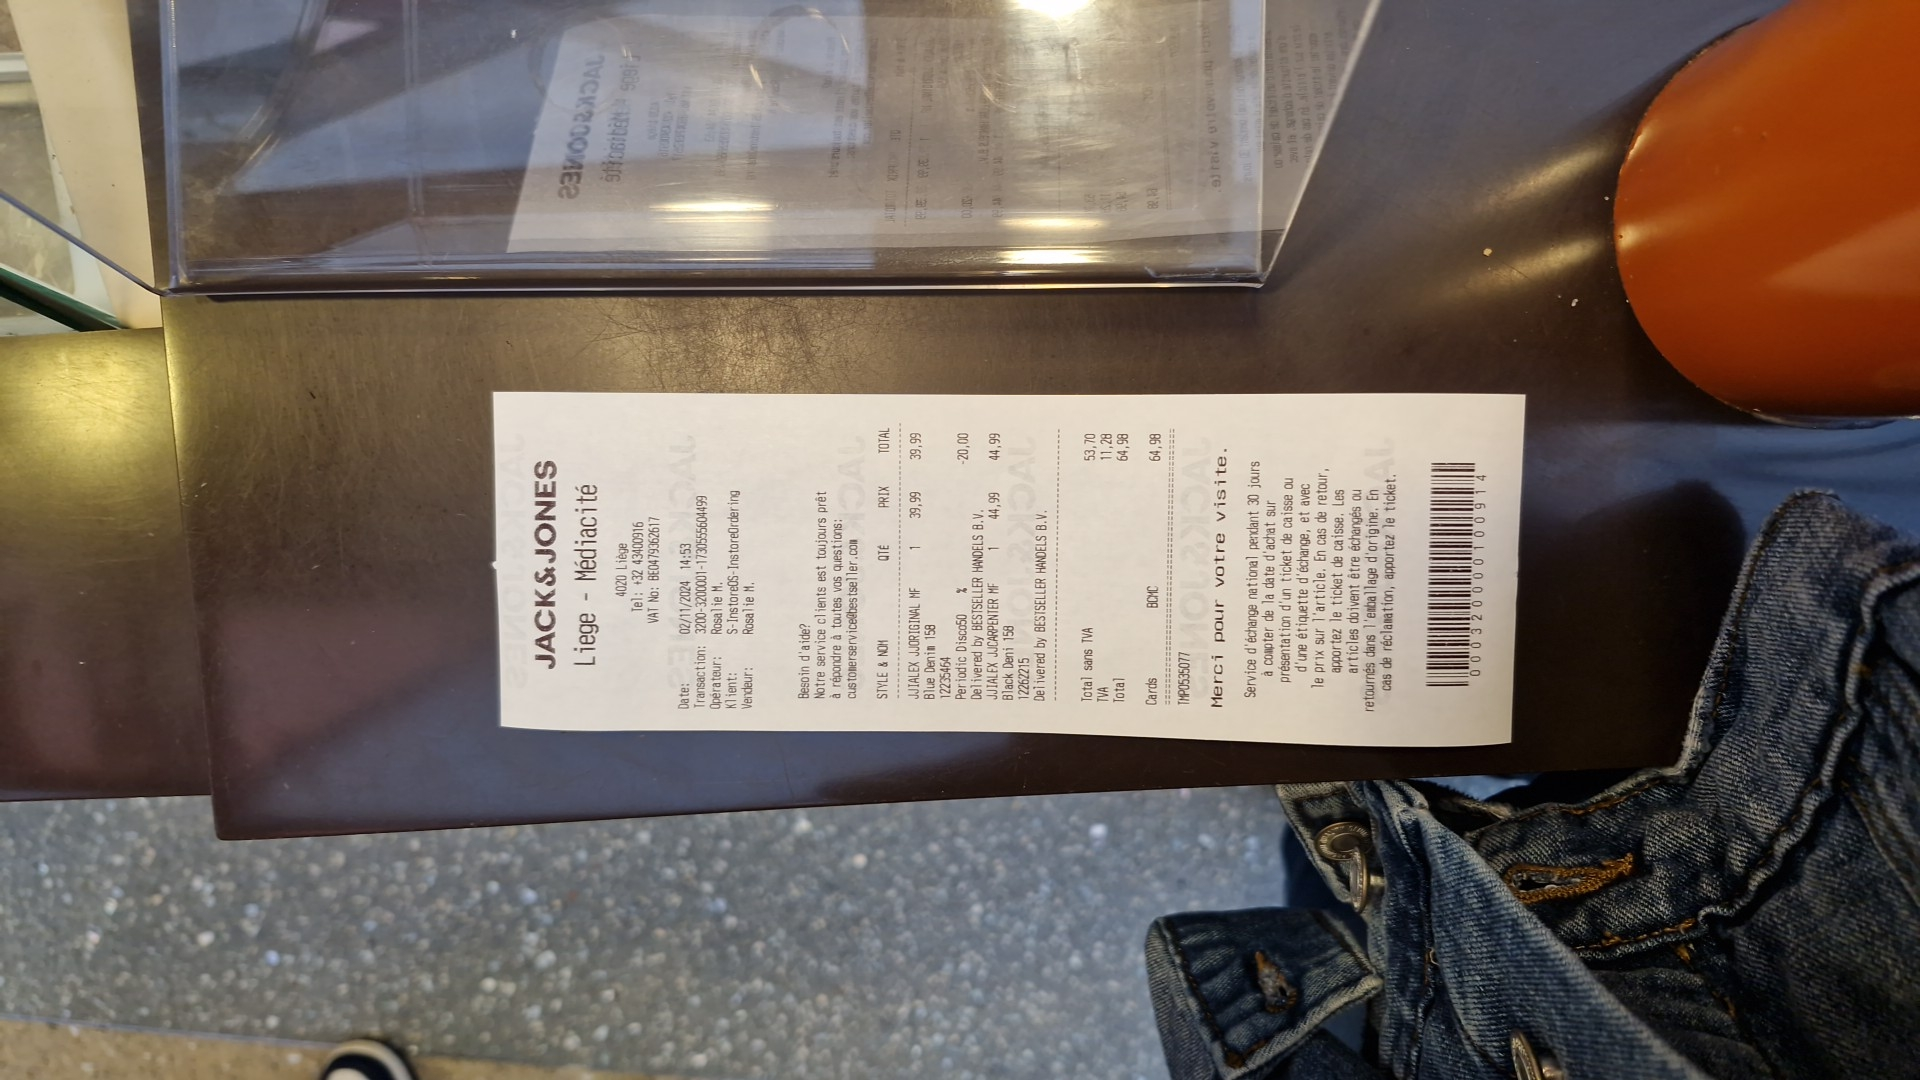 JACK&JONES
Liege - Médiacité
4020 Liège
Tel: +32 43400916
VAT No: BE0479362617
Date: 02/11/2024 14:53
Transaction: 3200-3200001-1730555604499
Opérateur: Rosalie M.
Klient: S-InstoreOS-InstoreOrdering
Vendeur: Rosalie M.
Besoin d'aide?
Notre service clients est toujours prêt
à répondre à toutes vos questions:
customerservice@bestseller.com
STYLE & NOM QTÉ PRIX TOTAL
JJIALEX JJORIGINAL MF 1 39,99 39,99
Blue Denim 158
12235464
Periodic Disco50 % -20,00
Delivered by BESTSELLER HANDELS B.V.
JJIALEX JJCARPENTER MF 1 44,99 44,99
Black Deni 158
12262215
Delivered by BESTSELLER HANDELS B.V.
Total sans TVA 53,70
TVA 11,28
Total 64,98
Cards BCMC 64,98
TMP0535077
Merci pour votre visite.
Service d'échange national pendant 30 jours
à compter de la date d'achat sur
présentation d'un ticket de caisse ou
d'une étiquette d'échange, et avec
le prix sur l'article. En cas de retour,
apportez le ticket de caisse. Les
articles doivent être échangés ou
retournés dans l'emballage d'origine. En
cas de réclamation, apportez le ticket.
0003200000100914